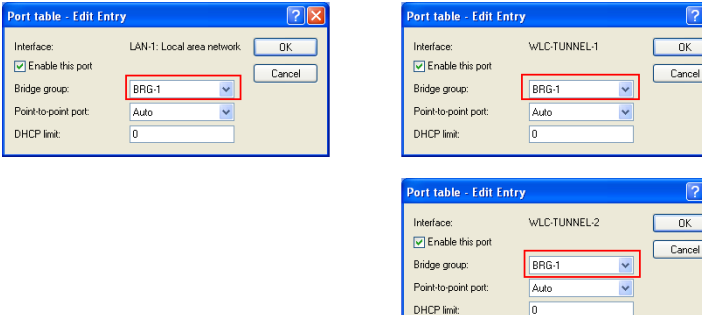 Port table - Edit Entry
Interface: LAN-1: Local area network OK
Enable this port
Cancel
Bridge group: BRG-1
Point-to-point port: Auto
DHCP limit: 0
Port table - Edit Entry
Interface: WLC-TUNNEL-1 OK
Enable this port
Cancel
Bridge group: BRG-1
Point-to-point port: Auto
DHCP limit: 0
Port table - Edit Entry
Interface: WLC-TUNNEL-2 OK
Enable this port
Cancel
Bridge group: BRG-1
Point-to-point port: Auto
DHCP limit: 0